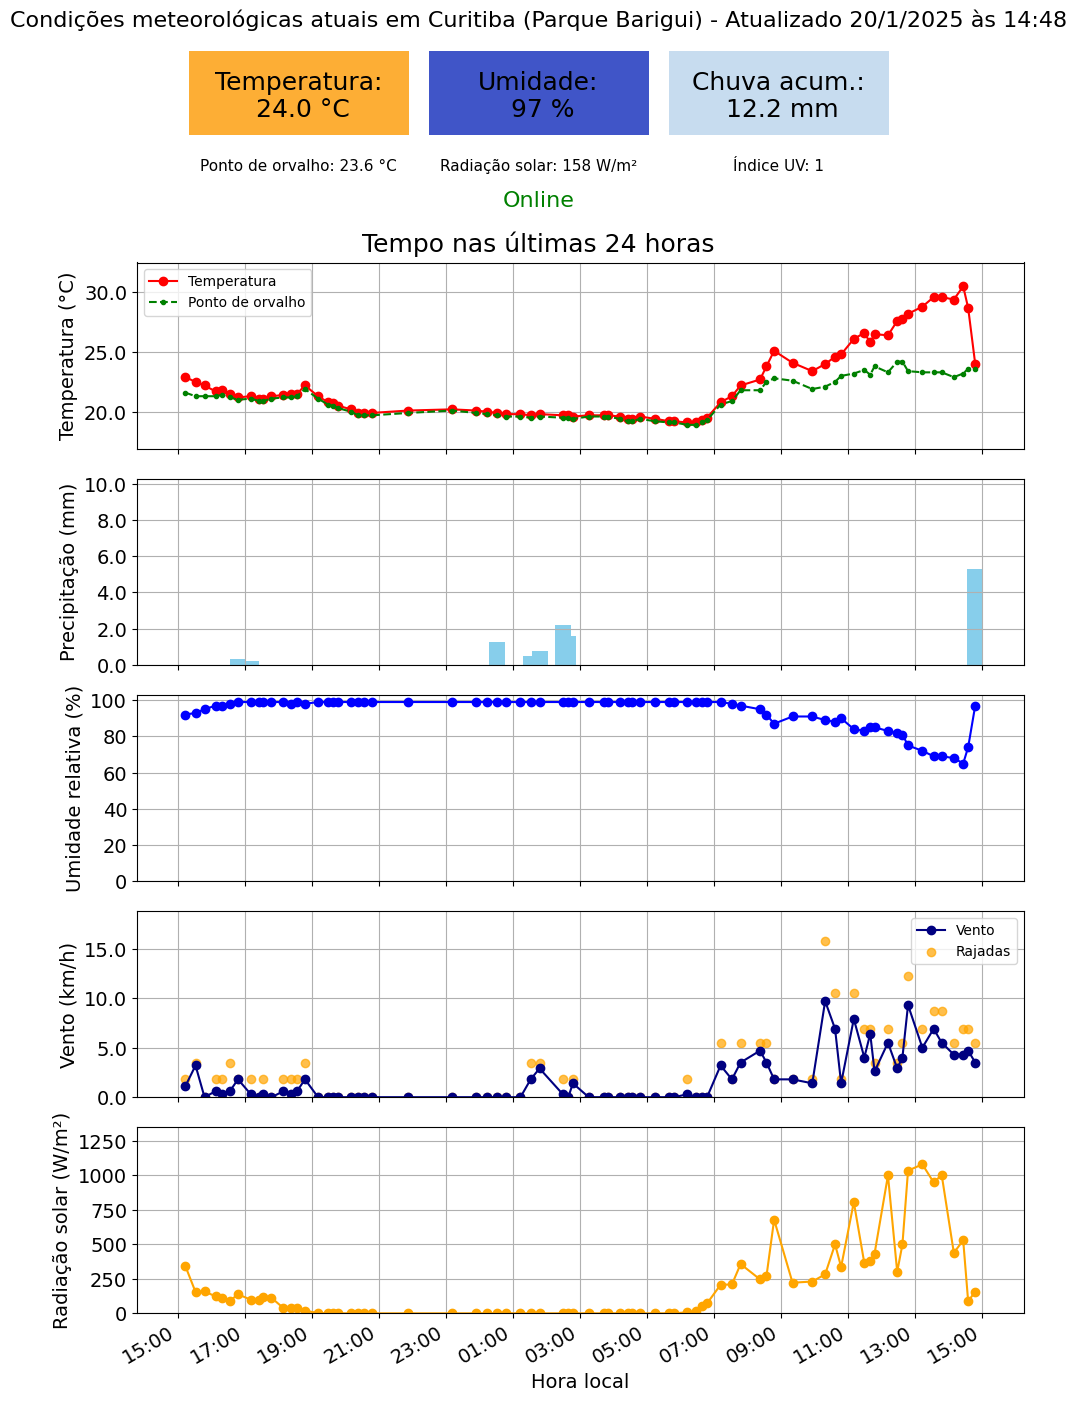 Condições meteorológicas atuais em Curitiba (Parque Barigui) - Atualizado 20/1/2025 às 14:48
Temperatura:
24.0 °C
Umidade:
97 %
Chuva acum.:
12.2 mm
Ponto de orvalho: 23.6 °C
Radiação solar: 158 W/m²
Índice UV: 1
Online
Tempo nas últimas 24 horas
Temperatura (°C)
30.0
25.0
20.0
Temperatura
Ponto de orvalho
Precipitação (mm)
10.0
8.0
6.0
4.0
2.0
0.0
Umidade relativa (%)
100
80
60
40
20
0
Vento (km/h)
15.0
10.0
5.0
0.0
Vento
Rajadas
Radiação solar (W/m²)
1250
1000
750
500
250
0
15:00
17:00
19:00
21:00
23:00
01:00
03:00
05:00
07:00
09:00
11:00
13:00
15:00
Hora local